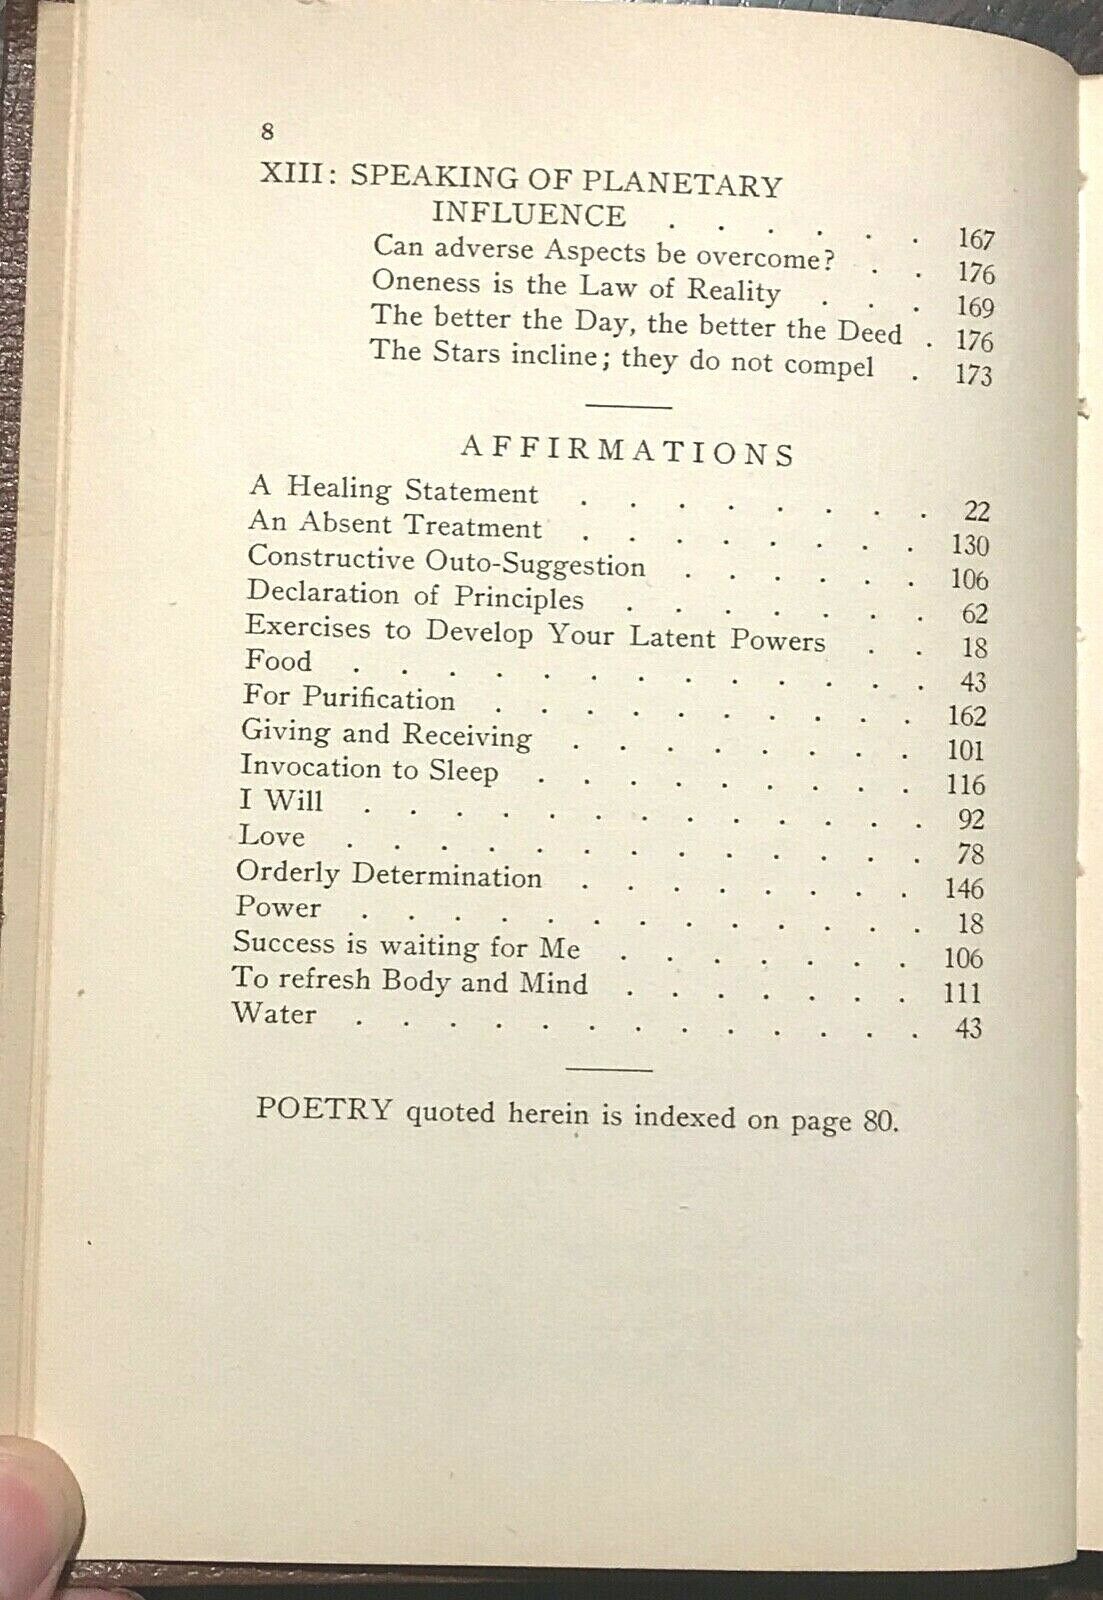 8
XIII: SPEAKING OF PLANETARY
INFLUENCE . . . . . . 167
Can adverse Aspects be overcome? . . 176
Oneness is the Law of Reality . . . 169
The better the Day, the better the Deed . 176
The Stars incline; they do not compel . 173
AFFIRMATIONS
A Healing Statement . . . . . . . . 22
An Absent Treatment . . . . . . . . 130
Constructive Outo-Suggestion . . . . . . 106
Declaration of Principles . . . . . . . 62
Exercises to Develop Your Latent Powers . . 18
Food . . . . . . . . . . . . . 43
For Purification . . . . . . . . . . 162
Giving and Receiving . . . . . . . . 101
Invocation to Sleep . . . . . . . . . 116
I Will . . . . . . . . . . . . . 92
Love . . . . . . . . . . . . . 78
Orderly Determination . . . . . . . . 146
Power . . . . . . . . . . . . . 18
Success is waiting for Me . . . . . . . 106
To refresh Body and Mind . . . . . . . 111
Water . . . . . . . . . . . . . 43
POETRY quoted herein is indexed on page 80.